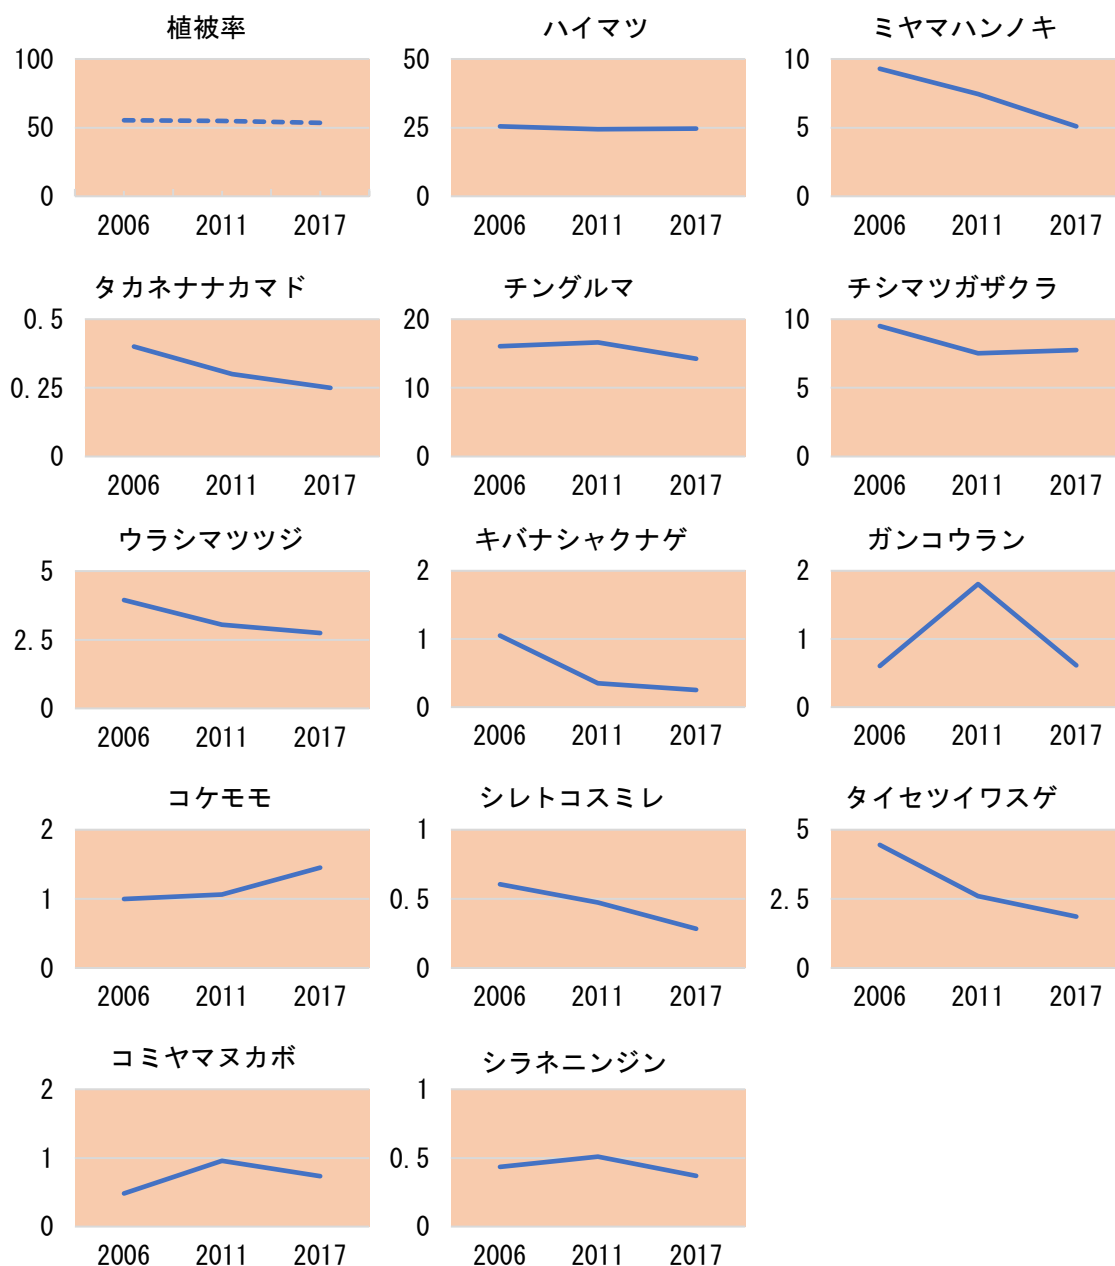 植被率 ハイマツ ミヤマハンノキ
100 50 10
50 25 5
0 0 0
2006 2011 2017 2006 2011 2017 2006 2011 2017
タカネナナカマド チングルマ チシマツガザクラ
0.5 20 10
0.25 10 5
0 0 0
2006 2011 2017 2006 2011 2017 2006 2011 2017
ウラシマツツジ キバナシャクナゲ ガンコウラン
5 2 2
2.5 1 1
0 0 0
2006 2011 2017 2006 2011 2017 2006 2011 2017
コケモモ シレトコスミレ タイセツイワスゲ
2 1 5
1 0.5 2.5
0 0 0
2006 2011 2017 2006 2011 2017 2006 2011 2017
コミヤマヌカボ シラネニンジン
2 1
1 0.5
0 0
2006 2011 2017 2006 2011 2017